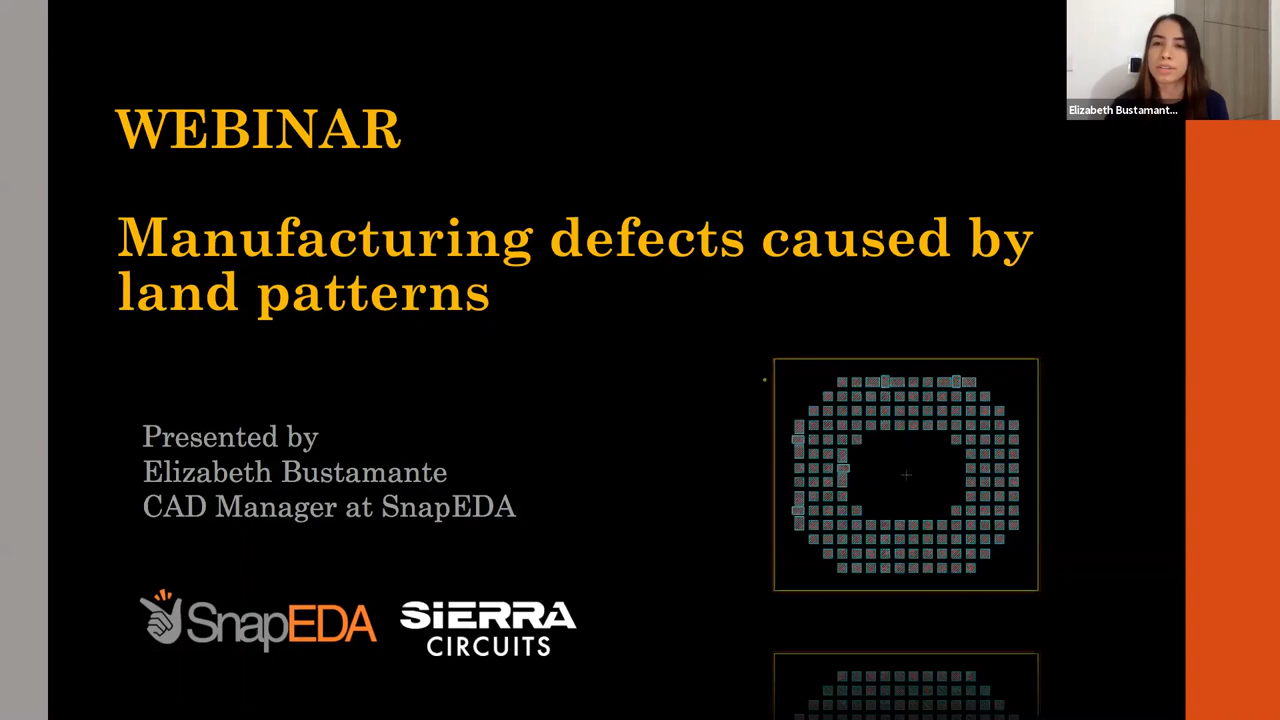 Elizabeth Bustamant...
WEBINAR
Manufacturing defects caused by
land patterns
Presented by
Elizabeth Bustamante
CAD Manager at SnapEDA
SnapEDA
SiERRA
CIRCUITS